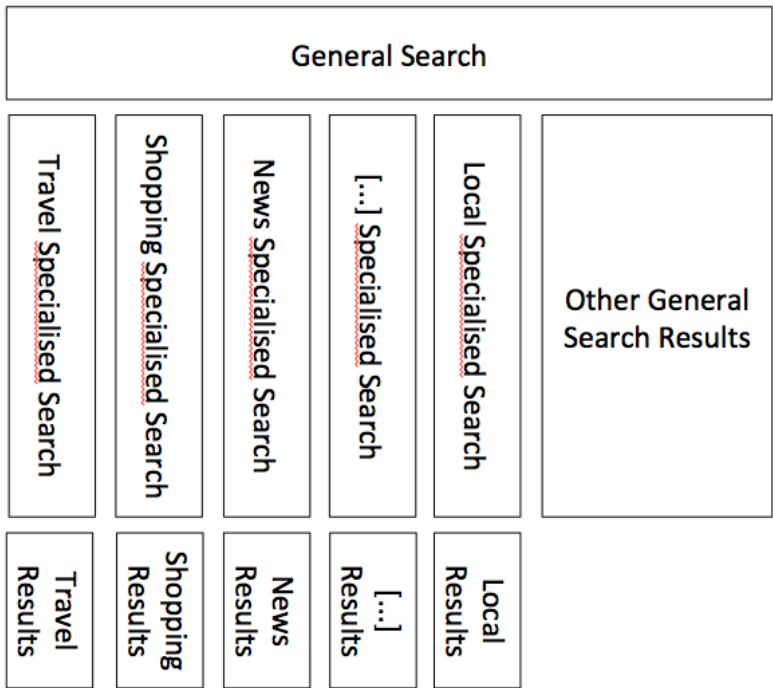 General Search
Travel Specialised Search
Shopping Specialised Search
News Specialised Search
[...] Specialised Search
Local Specialised Search
Other General
Search Results
Travel
Results
Shopping
Results
News
Results
[...]
Results
Local
Results